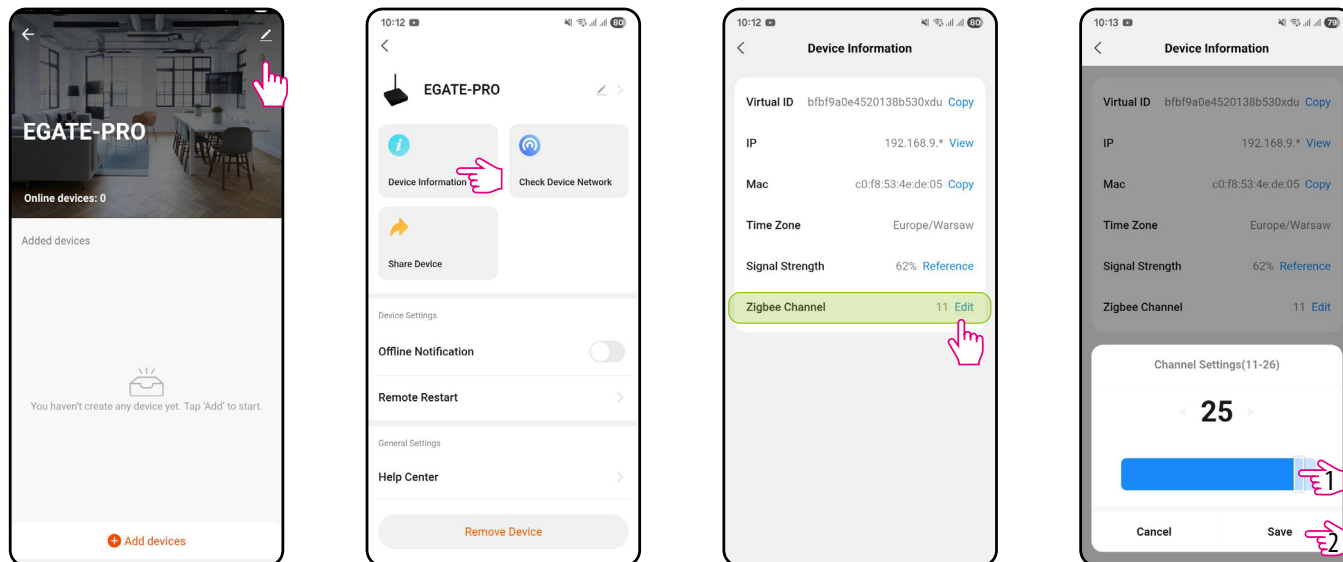 EGATE-PRO
Online devices: 0
Added devices
You haven't create any device yet. Tap 'Add' to start.
Add devices
10:12 80
EGATE-PRO
Device Information
Check Device Network
Share Device
Device Settings
Offline Notification
Remote Restart
General Settings
Help Center
Remove Device
10:12 80
Device Information
Virtual ID bfbf9a0e4520138b530xdu Copy
IP 192.168.9.* View
Mac c0:f8:53:4e:de:05 Copy
Time Zone Europe/Warsaw
Signal Strength 62% Reference
Zigbee Channel 11 Edit
10:13 79
Device Information
Virtual ID bfbf9a0e4520138b530xdu Copy
IP 192.168.9.* View
Mac c0:f8:53:4e:de:05 Copy
Time Zone Europe/Warsaw
Signal Strength 62% Reference
Zigbee Channel 11 Edit
Channel Settings(11-26)
25
1
Cancel Save 2